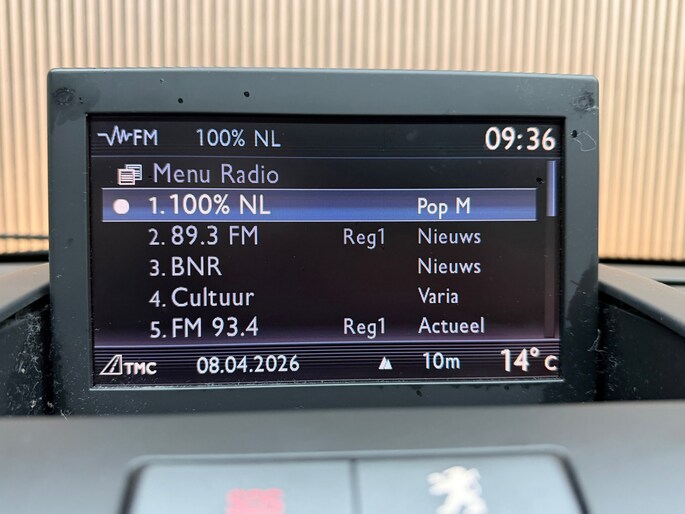 FM 100% NL 09:36
Menu Radio
1. 100% NL Pop M
2. 89.3 FM Reg1 Nieuws
3. BNR Nieuws
4. Cultuur Varia
5. FM 93.4 Reg1 Actueel
TMC 08.04.2026 10m 14° C
SOS